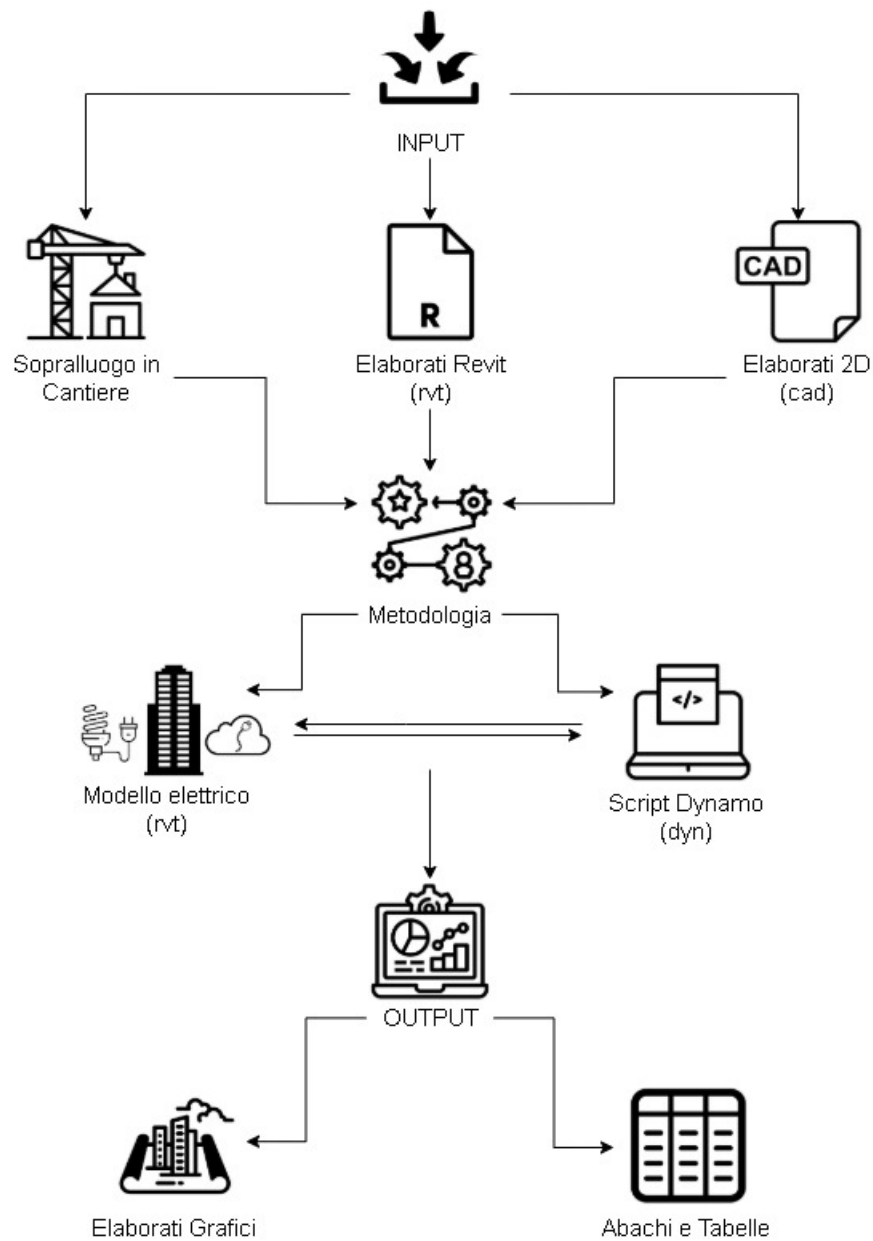 INPUT
CAD
R
Sopralluogo in
Cantiere
Elaborati Revit
(rvt)
Elaborati 2D
(cad)
8
Metodologia
</>
Modello elettrico
(rvt)
Script Dynamo
(dyn)
OUTPUT
Elaborati Grafici
Abachi e Tabelle